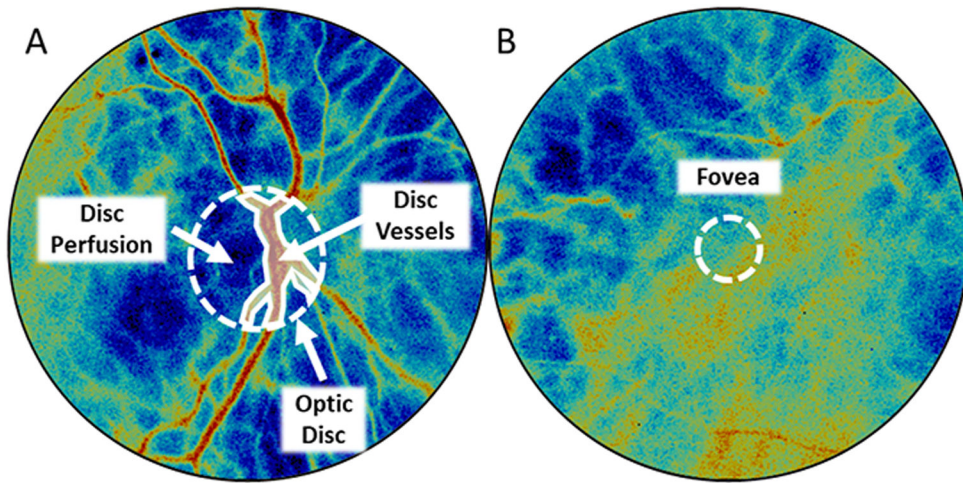 A
B
Fovea
Disc
Perfusion
Disc
Vessels
Optic
Disc